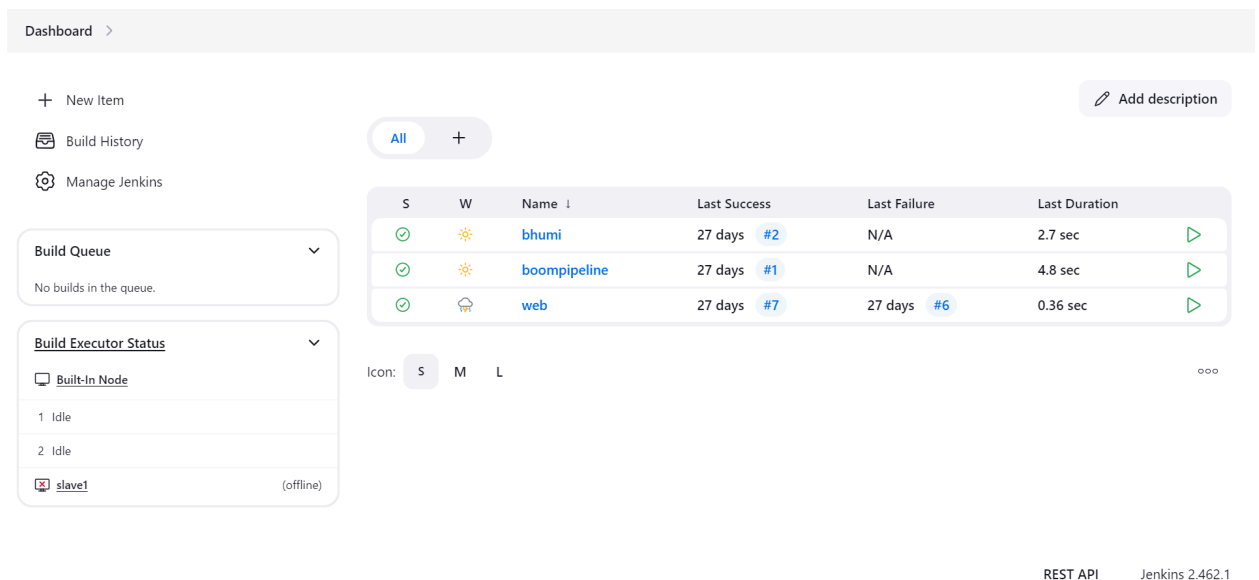 Dashboard
New Item
Build History
Manage Jenkins
Build Queue
No builds in the queue.
Build Executor Status
Built-In Node
1 Idle
2 Idle
slave1 (offline)
Add description
All +
S W Name ↓ Last Success Last Failure Last Duration
bhumi 27 days #2 N/A 2.7 sec
boompipeline 27 days #1 N/A 4.8 sec
web 27 days #7 27 days #6 0.36 sec
Icon: S M L
REST API Jenkins 2.462.1